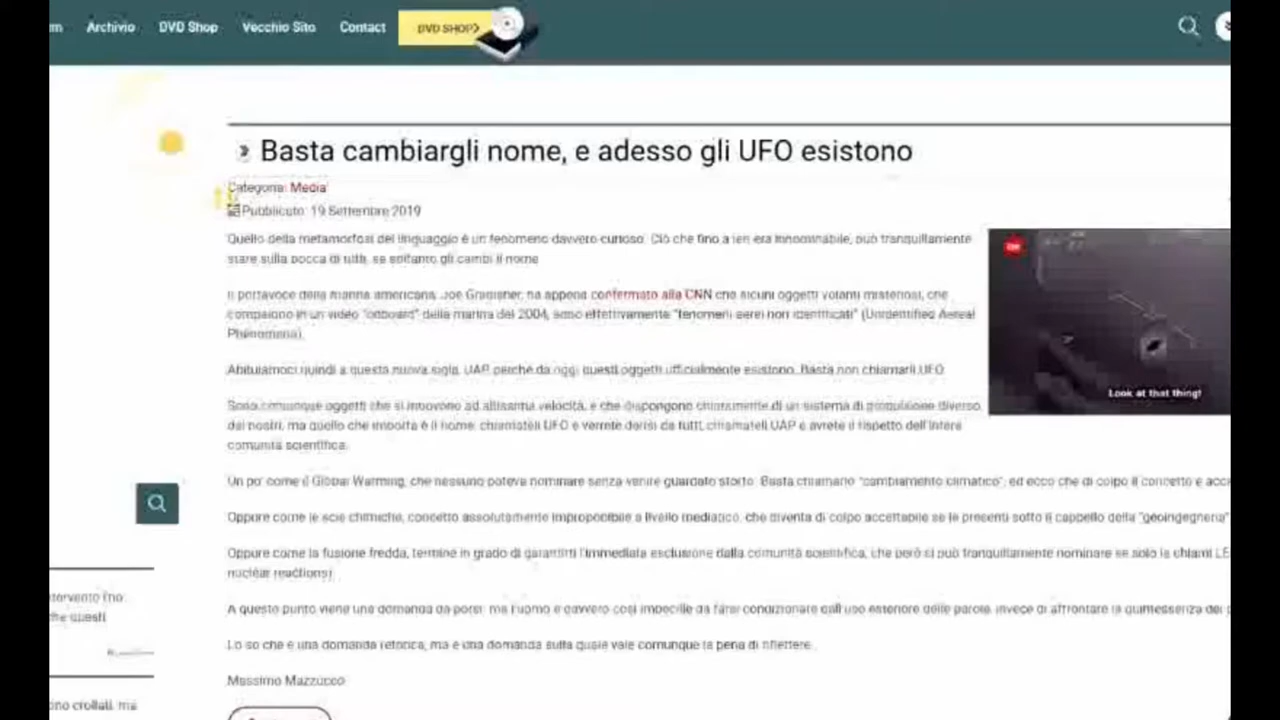 Archivio DVD Shop Vecchio Sito Contact DVD SHOP
Basta cambiargli nome, e adesso gli UFO esistono
Categoria: Media
Pubblicato: 19 Settembre 2019
Quello della metamorfosi del linguaggio è un fenomeno davvero curioso. Ciò che fino a ieri era innominabile, può tranquillamente
stare sulla bocca di tutti, se soltanto gli cambi il nome
Il portavoce della marina americana, Joe Gradisher, ha appena confermato alla CNN che alcuni oggetti volanti misteriosi, che
compaiono in un video "onboard" della marina del 2004, sono effettivamente "fenomeni aerei non identificati" (Unidentified Aereal
Phenomena).
Abituiamoci quindi a questa nuova sigla, UAP perché da oggi questi oggetti ufficialmente esistono. Basta non chiamarli UFO
Look at that thing!
Sono comunque oggetti che si muovono ad altissima velocità, e che dispongono chiaramente di un sistema di propulsione diverso
dai nostri, ma quello che importa è il nome: chiamateli UFO e verrete derisi da tutti, chiamateli UAP e avrete il rispetto dell'intera
comunità scientifica.
Un po' come il Global Warming, che nessuno poteva nominare senza venire guardato storto. Basta chiamarlo "cambiamento climatico", ed ecco che di colpo il concetto è
Oppure come le scie chimiche, concetto assolutamente improponibile a livello mediatico, che diventa di colpo accettabile se le presenti sotto il cappello della "geoingegneria"
Oppure come la fusione fredda, termine in grado di garantirti l'immediata esclusione dalla comunità scientifica, che però si può tranquillamente nominare se solo la chiami
nuclear reactions)
A questo punto viene una domanda da porsi: ma l'uomo è davvero così imbecille da farsi condizionare dall'uso esteriore delle parole, invece di affrontare la quintessenza dei
Lo so che è una domanda retorica, ma è una domanda sulla quale vale comunque la pena di riflettere.
Massimo Mazzucco
tervento (no
che questi
ono crollati, ma